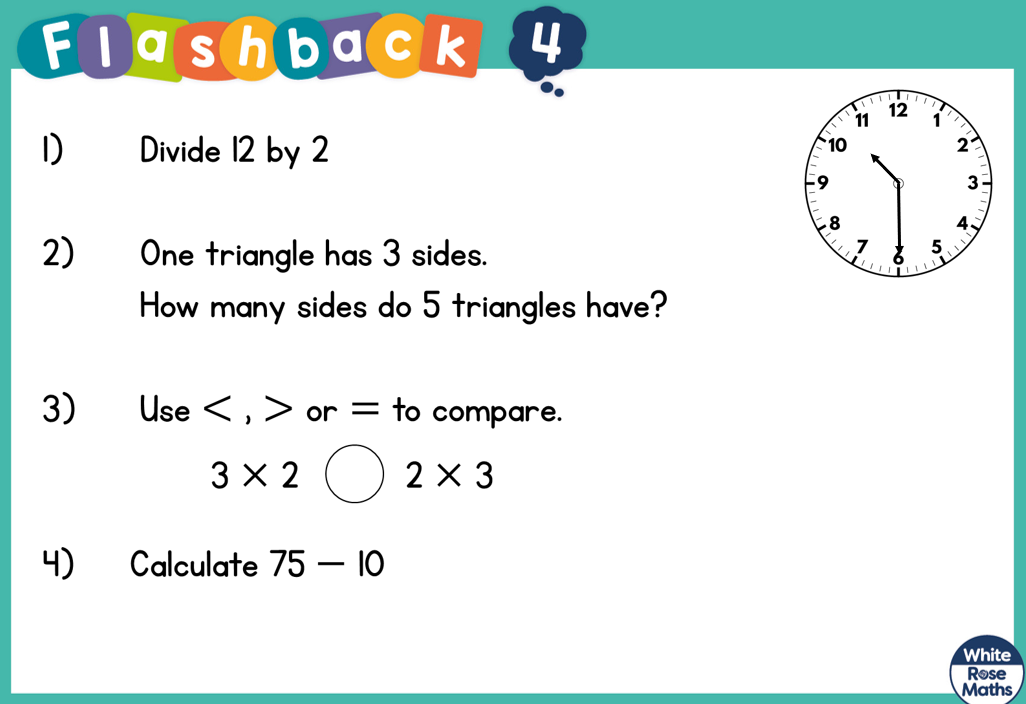 Flashback 4
1) Divide 12 by 2
2) One triangle has 3 sides.
How many sides do 5 triangles have?
3) Use < , > or = to compare.
3 × 2 ◯ 2 × 3
4) Calculate 75 – 10
12
11 1
10 2
9 3
8 4
7 5
6
White
Rose
Maths